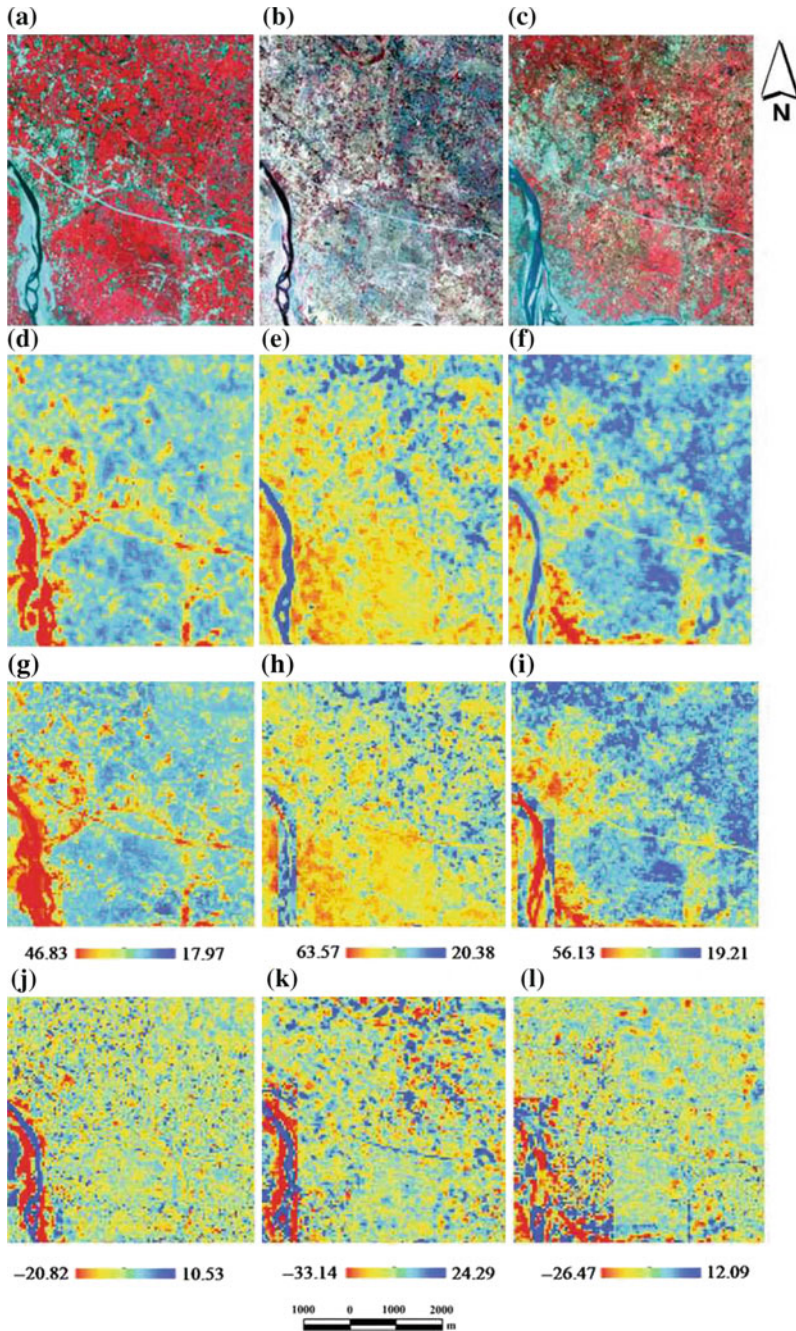 (a) (b) (c)
N
(d) (e) (f)
(g) (h) (i)
46.83 17.97 63.57 20.38 56.13 19.21
(j) (k) (l)
−20.82 10.53 −33.14 24.29 −26.47 12.09
1000 0 1000 2000
m